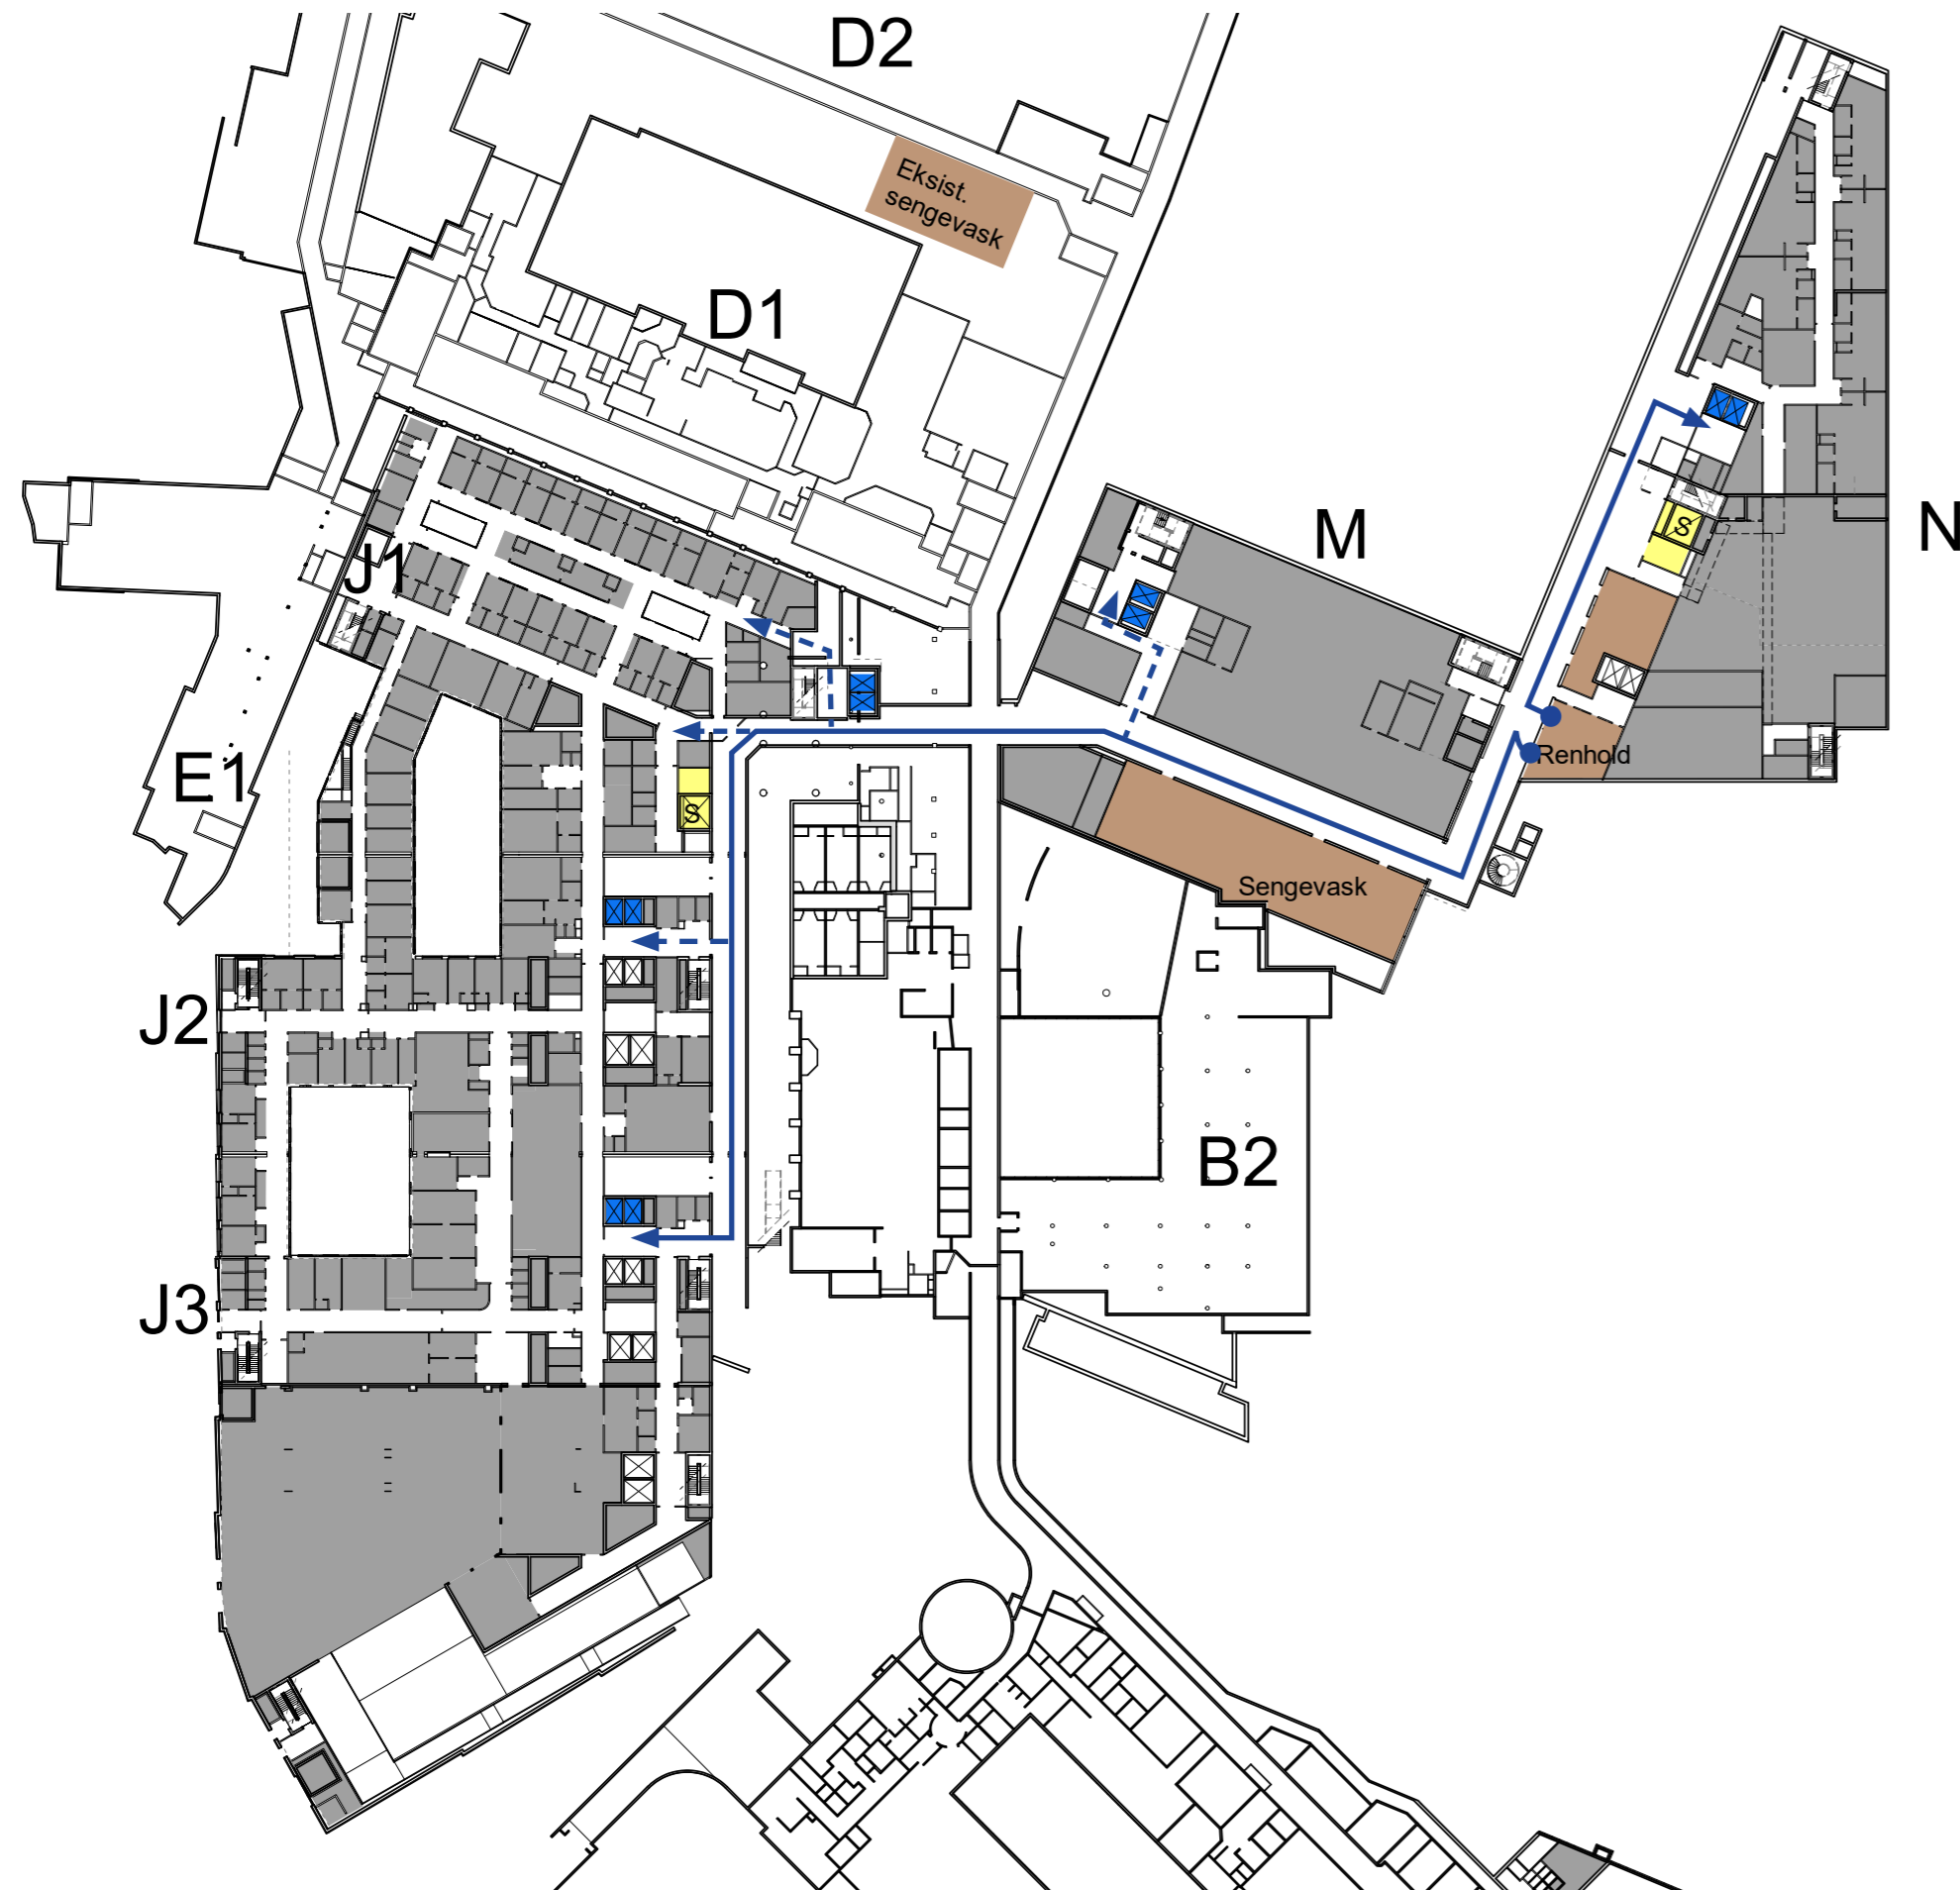 D2
Eksist.
sengevask
D1
M
N
S
J1
Renhold
E1
S
Sengevask
J2
B2
J3